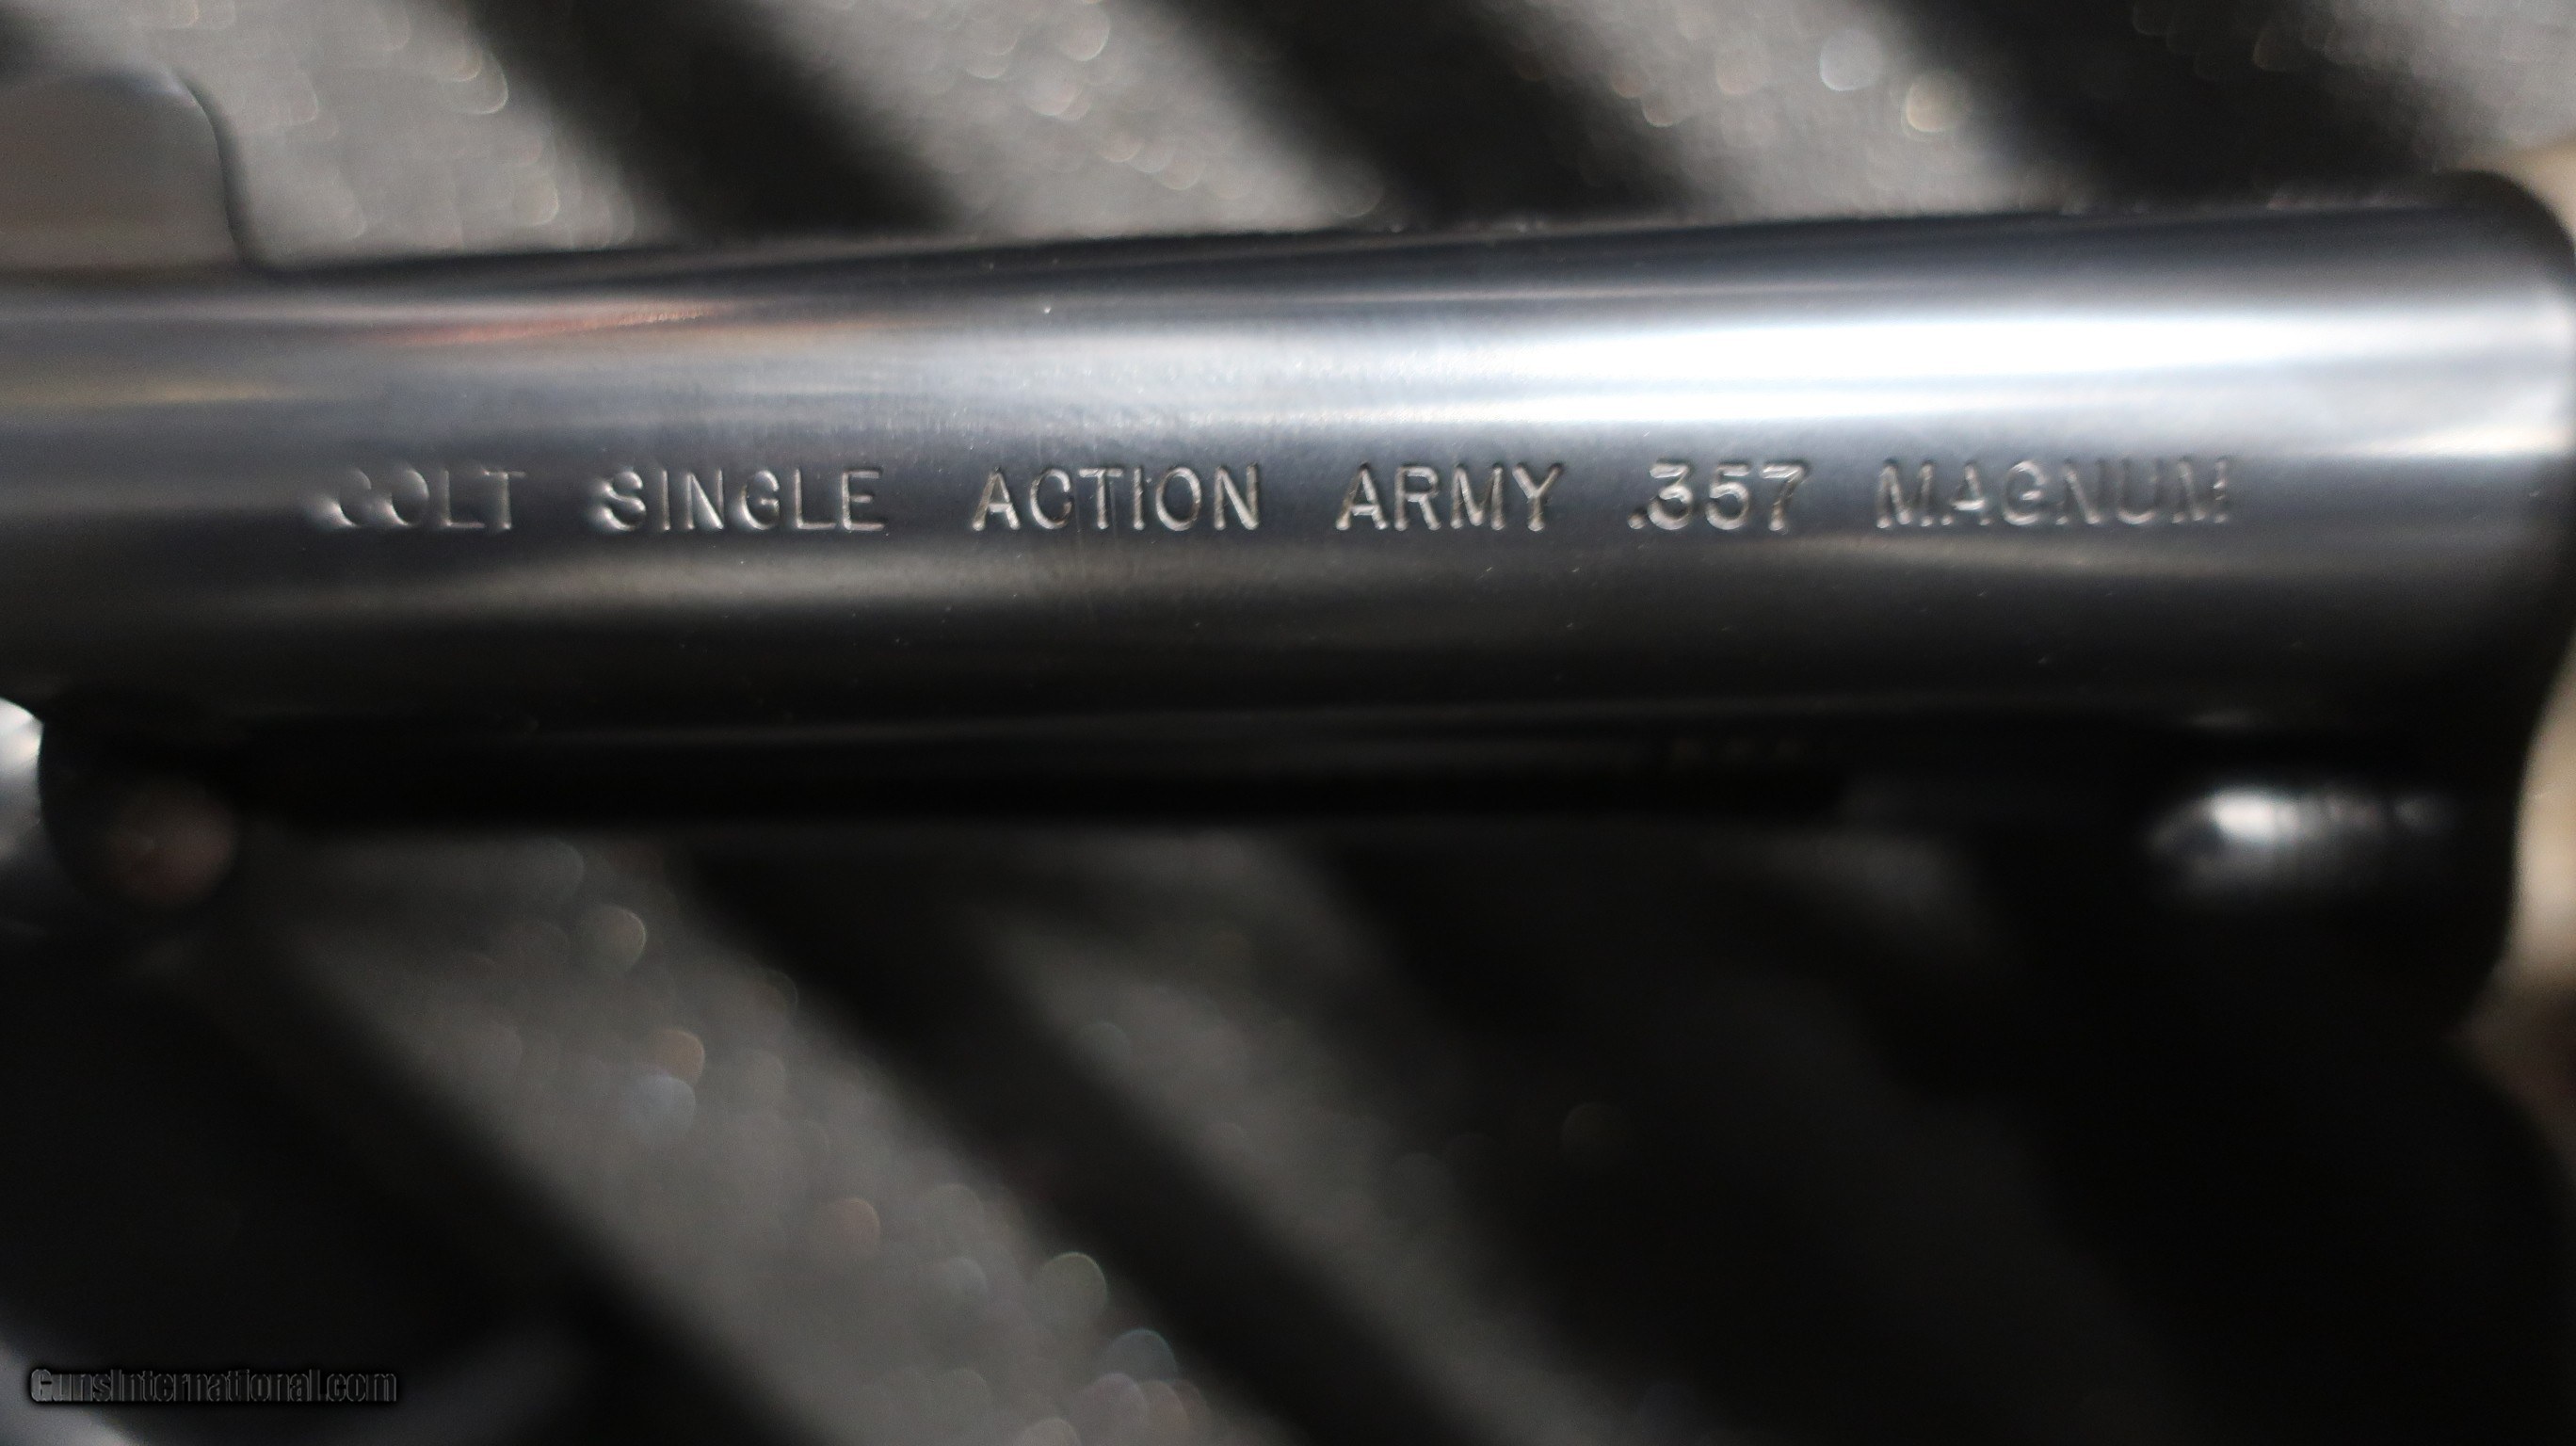 COLT SINGLE ACTION ARMY .357 MAGNUM
GunsInternational.com